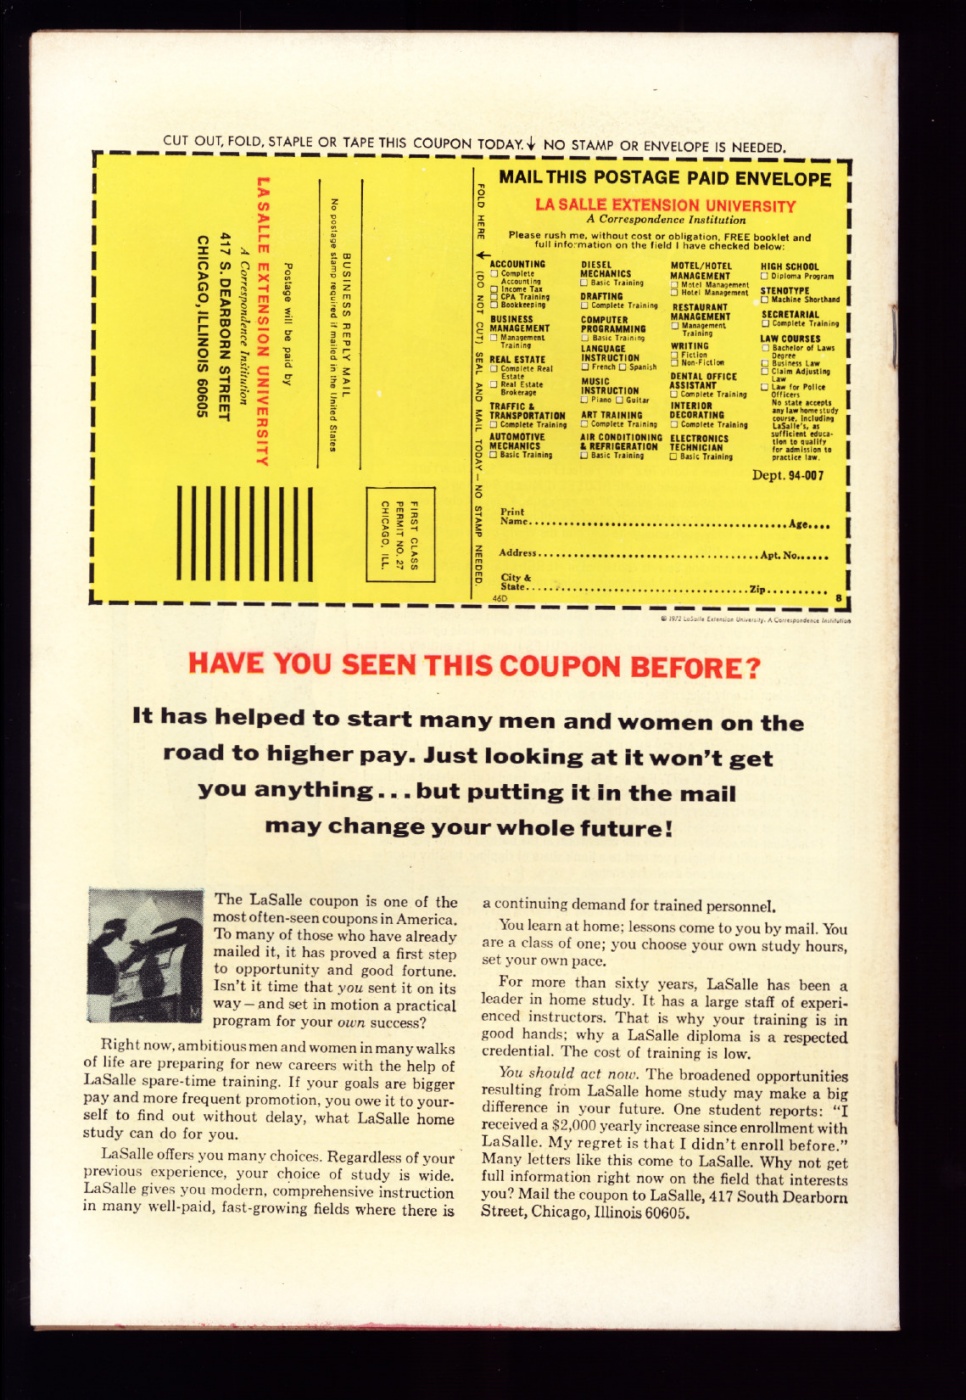 CUT OUT, FOLD, STAPLE OR TAPE THIS COUPON TODAY.↓ NO STAMP OR ENVELOPE IS NEEDED.
LA SALLE EXTENSION UNIVERSITY
A Correspondence Institution
417 S. DEARBORN STREET
CHICAGO, ILLINOIS 60605
Postage will be paid by
BUSINESS REPLY MAIL
No postage stamp required if mailed in the United States
FIRST CLASS
PERMIT NO. 27
CHICAGO, ILL.
FOLD HERE ← (DO NOT CUT) SEAL AND MAIL TODAY — NO STAMP NEEDED.
MAIL THIS POSTAGE PAID ENVELOPE
LA SALLE EXTENSION UNIVERSITY
A Correspondence Institution
Please rush me, without cost or obligation, FREE booklet and
full information on the field I have checked below:
ACCOUNTING
☐ Complete
Accounting
☐ Income Tax
☐ CPA Training
☐ Bookkeeping
BUSINESS
MANAGEMENT
☐ Management
Training
REAL ESTATE
☐ Complete Real
Estate
☐ Real Estate
Brokerage
TRAFFIC &
TRANSPORTATION
☐ Complete Training
AUTOMOTIVE
MECHANICS
☐ Basic Training
DIESEL
MECHANICS
☐ Basic Training
DRAFTING
☐ Complete Training
COMPUTER
PROGRAMMING
☐ Basic Training
LANGUAGE
INSTRUCTION
☐ French ☐ Spanish
MUSIC
INSTRUCTION
☐ Piano ☐ Guitar
ART TRAINING
☐ Complete Training
AIR CONDITIONING
& REFRIGERATION
☐ Basic Training
MOTEL/HOTEL
MANAGEMENT
☐ Motel Management
☐ Hotel Management
RESTAURANT
MANAGEMENT
☐ Management
Training
WRITING
☐ Fiction
☐ Non-Fiction
DENTAL OFFICE
ASSISTANT
☐ Complete Training
INTERIOR
DECORATING
☐ Complete Training
ELECTRONICS
TECHNICIAN
☐ Basic Training
HIGH SCHOOL
☐ Diploma Program
STENOTYPE
☐ Machine Shorthand
SECRETARIAL
☐ Complete Training
LAW COURSES
☐ Bachelor of Laws
Degree
☐ Business Law
☐ Claim Adjusting
Law
☐ Law for Police
Officers
No state accepts
any law home study
course, including
LaSalle's, as
sufficient educa-
tion to qualify
for admission to
practice law.
Dept. 94-007
Print
Name........................Age....
Address........................Apt. No......
City &
State........................Zip..........
46D 8
© 1972 LaSalle Extension University, A Correspondence Institution
HAVE YOU SEEN THIS COUPON BEFORE?
It has helped to start many men and women on the
road to higher pay. Just looking at it won't get
you anything...but putting it in the mail
may change your whole future!
The LaSalle coupon is one of the
most often-seen coupons in America.
To many of those who have already
mailed it, it has proved a first step
to opportunity and good fortune.
Isn't it time that you sent it on its
way — and set in motion a practical
program for your own success?
Right now, ambitious men and women in many walks
of life are preparing for new careers with the help of
LaSalle spare-time training. If your goals are bigger
pay and more frequent promotion, you owe it to your-
self to find out without delay, what LaSalle home
study can do for you.
LaSalle offers you many choices. Regardless of your
previous experience, your choice of study is wide.
LaSalle gives you modern, comprehensive instruction
in many well-paid, fast-growing fields where there is
a continuing demand for trained personnel.
You learn at home; lessons come to you by mail. You
are a class of one; you choose your own study hours,
set your own pace.
For more than sixty years, LaSalle has been a
leader in home study. It has a large staff of experi-
enced instructors. That is why your training is in
good hands; why a LaSalle diploma is a respected
credential. The cost of training is low.
You should act now. The broadened opportunities
resulting from LaSalle home study may make a big
difference in your future. One student reports: "I
received a $2,000 yearly increase since enrollment with
LaSalle. My regret is that I didn't enroll before."
Many letters like this come to LaSalle. Why not get
full information right now on the field that interests
you? Mail the coupon to LaSalle, 417 South Dearborn
Street, Chicago, Illinois 60605.